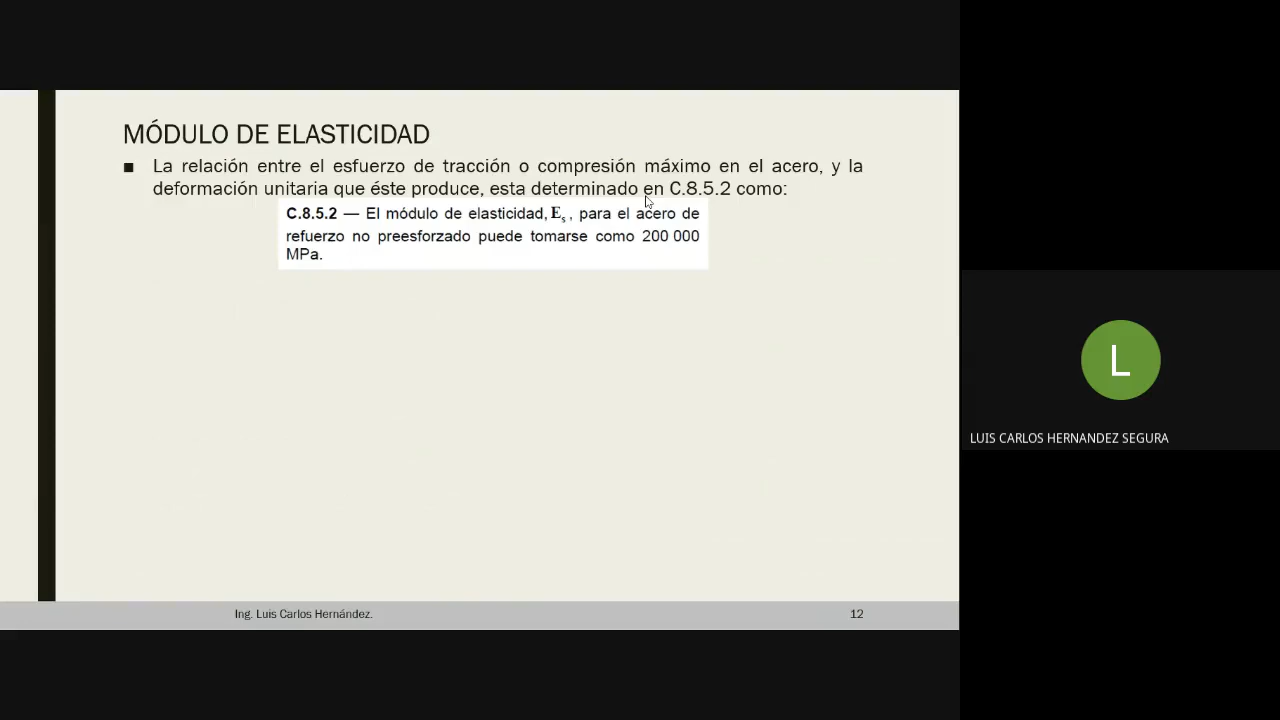 MÓDULO DE ELASTICIDAD
■ La relación entre el esfuerzo de tracción o compresión máximo en el acero, y la
deformación unitaria que éste produce, esta determinado en C.8.5.2 como:
C.8.5.2 — El módulo de elasticidad, Es, para el acero de
refuerzo no preesforzado puede tomarse como 200 000
MPa.
L
LUIS CARLOS HERNANDEZ SEGURA
Ing. Luis Carlos Hernández.
12